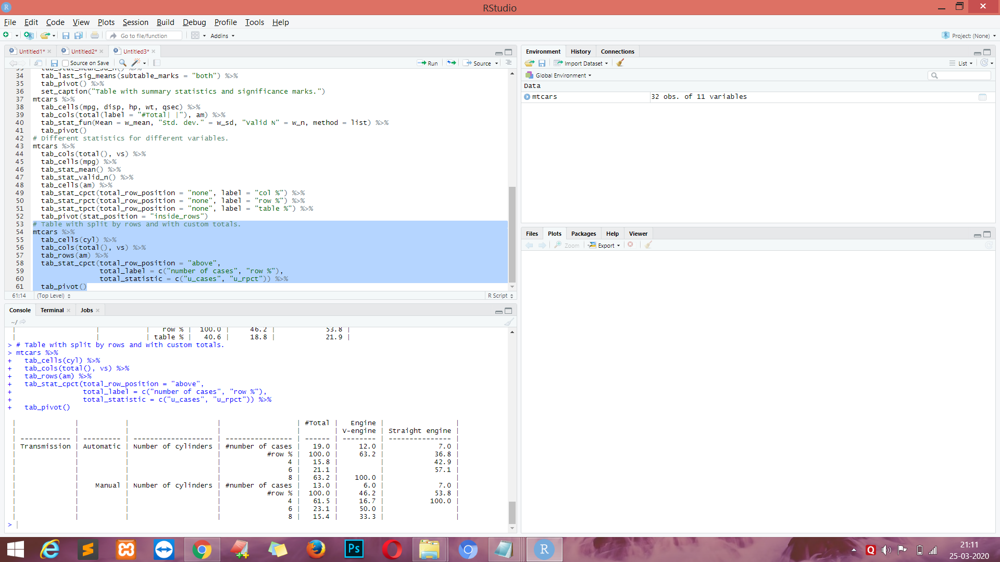 RStudio
File Edit Code View Plots Session Build Debug Profile Tools Help
Go to file/function Addins Project: (None)
Untitled1* Untitled2* Untitled3*
Source on Save Run Source
34 tab_last_sig_means(subtable_marks = "both") %>%
35 tab_pivot() %>%
36 set_caption("Table with summary statistics and significance marks.")
37 mtcars %>%
38 tab_cells(mpg, disp, hp, wt, qsec) %>%
39 tab_cols(total(label = "#Total| |"), am) %>%
40 tab_stat_fun(Mean = w_mean, "Std. dev." = w_sd, "Valid N" = w_n, method = list) %>%
41 tab_pivot()
42 # Different statistics for different variables.
43 mtcars %>%
44 tab_cols(total(), vs) %>%
45 tab_cells(mpg) %>%
46 tab_stat_mean() %>%
47 tab_stat_valid_n() %>%
48 tab_cells(am) %>%
49 tab_stat_cpct(total_row_position = "none", label = "col %") %>%
50 tab_stat_rpct(total_row_position = "none", label = "row %") %>%
51 tab_stat_tpct(total_row_position = "none", label = "table %") %>%
52 tab_pivot(stat_position = "inside_rows")
53 # Table with split by rows and with custom totals.
54 mtcars %>%
55 tab_cells(cyl) %>%
56 tab_cols(total(), vs) %>%
57 tab_rows(am) %>%
58 tab_stat_cpct(total_row_position = "above",
59 total_label = c("number of cases", "row %"),
60 total_statistic = c("u_cases", "u_rpct")) %>%
61 tab_pivot()
61:14 (Top Level) R Script
Console Terminal Jobs
~/
| | | row % | 100.0 | 46.2 | 53.8 |
| | | table % | 40.6 | 18.8 | 21.9 |
> # Table with split by rows and with custom totals.
> mtcars %>%
+ tab_cells(cyl) %>%
+ tab_cols(total(), vs) %>%
+ tab_rows(am) %>%
+ tab_stat_cpct(total_row_position = "above",
+ total_label = c("number of cases", "row %"),
+ total_statistic = c("u_cases", "u_rpct")) %>%
+ tab_pivot()
| | | | | #Total | Engine | |
| | | | | | V-engine | Straight engine |
| ------------ | --------- | ------------------- | ---------------- | ------ | -------- | --------------- |
| Transmission | Automatic | Number of cylinders | #number of cases | 19.0 | 12.0 | 7.0 |
| | | | #row % | 100.0 | 63.2 | 36.8 |
| | | | 4 | 15.8 | | 42.9 |
| | | | 6 | 21.1 | | 57.1 |
| | | | 8 | 63.2 | 100.0 | |
| | Manual | Number of cylinders | #number of cases | 13.0 | 6.0 | 7.0 |
| | | | #row % | 100.0 | 46.2 | 53.8 |
| | | | 4 | 61.5 | 16.7 | 100.0 |
| | | | 6 | 23.1 | 50.0 | |
| | | | 8 | 15.4 | 33.3 | |
>
Environment History Connections
Import Dataset List
Global Environment
Data
mtcars 32 obs. of 11 variables
Files Plots Packages Help Viewer
Zoom Export
Ps
R
Q
21:11
25-03-2020